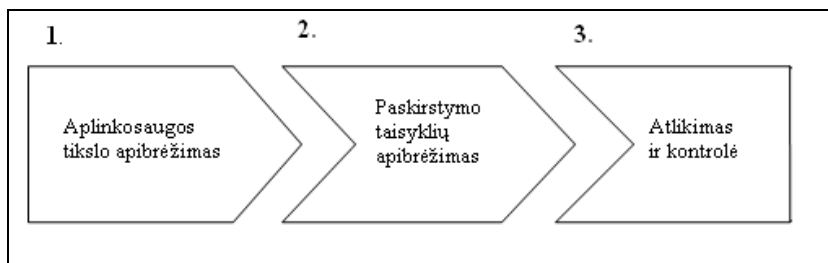 1.
Aplinkosaugos
tikslo apibrėžimas
2.
Paskirstymo
taisyklių
apibrėžimas
3.
Atlikimas
ir kontrolė